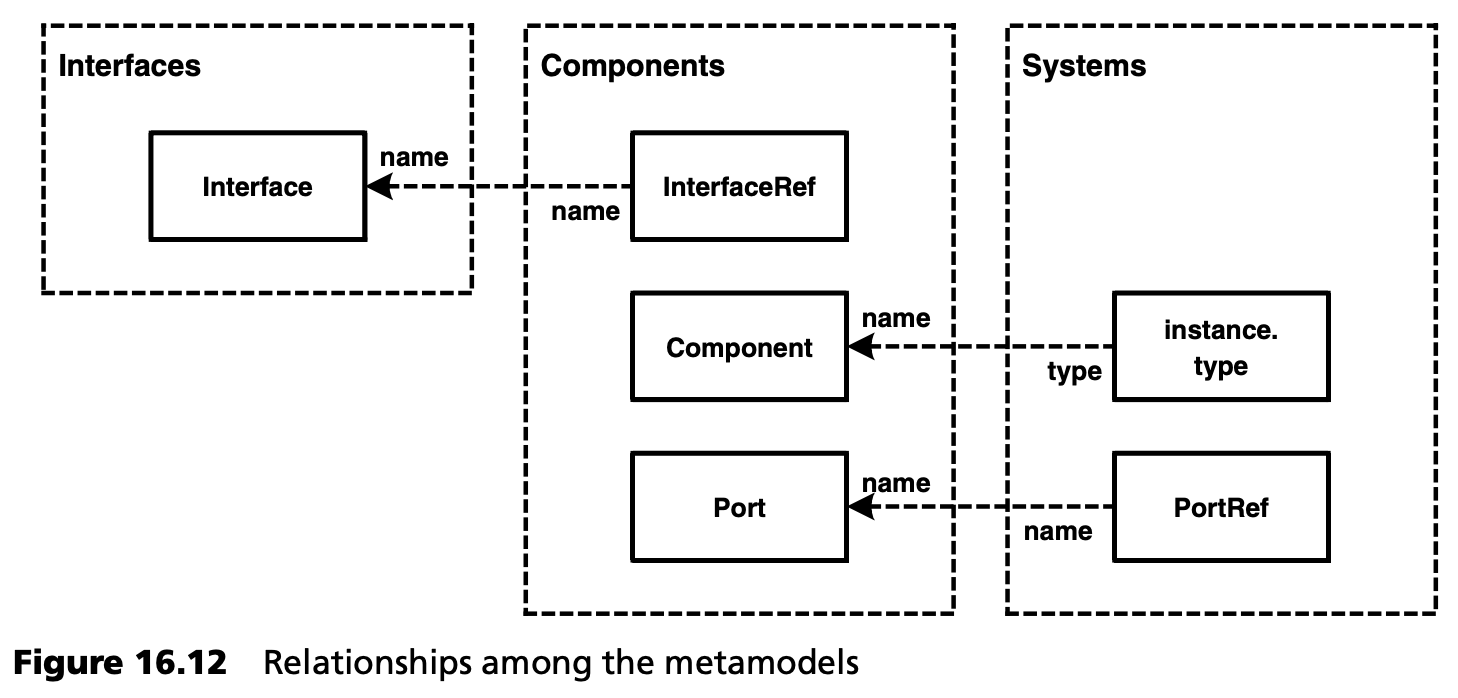 Interfaces
Components
Systems
Interface
name
name
InterfaceRef
Component
name
type
instance.
type
Port
name
name
PortRef
Figure 16.12 Relationships among the metamodels